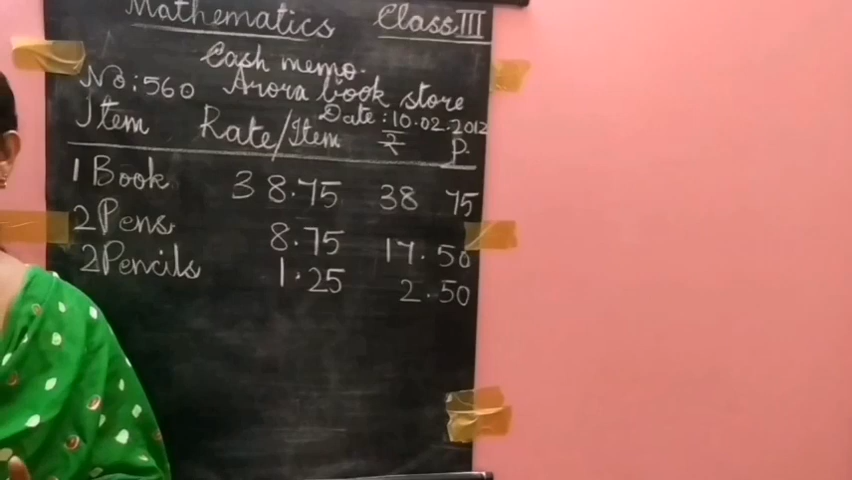 Mathematics Class III
Cash memo.
No: 560 Arora book store
Date: 10.02.2012
Item Rate/Item ₹ P.
1 Book 38.75 38 75
2 Pens 8.75 17.50
2 Pencils 1.25 2.50